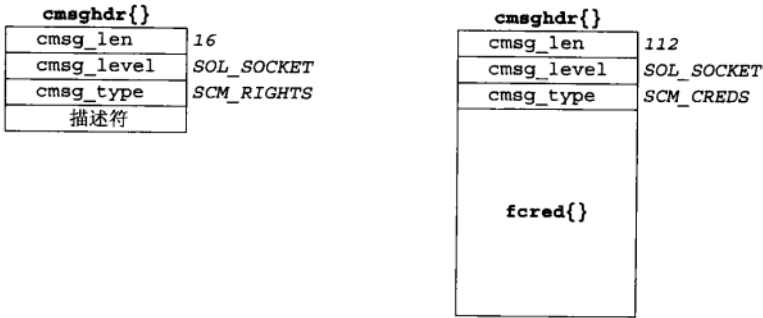 cmsghdr{}
cmsg_len 16
cmsg_level SOL_SOCKET
cmsg_type SCM_RIGHTS
描述符
cmsghdr{}
cmsg_len 112
cmsg_level SOL_SOCKET
cmsg_type SCM_CREDS
fcred{}